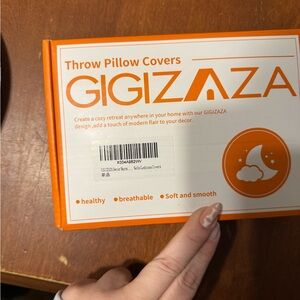 Throw Pillow Covers
GIGIZAZA
Create a cozy retreat anywhere in your home with our GIGIZAZA
design,add a touch of modern flair to your decor.
• healthy • breathable • Soft and smooth